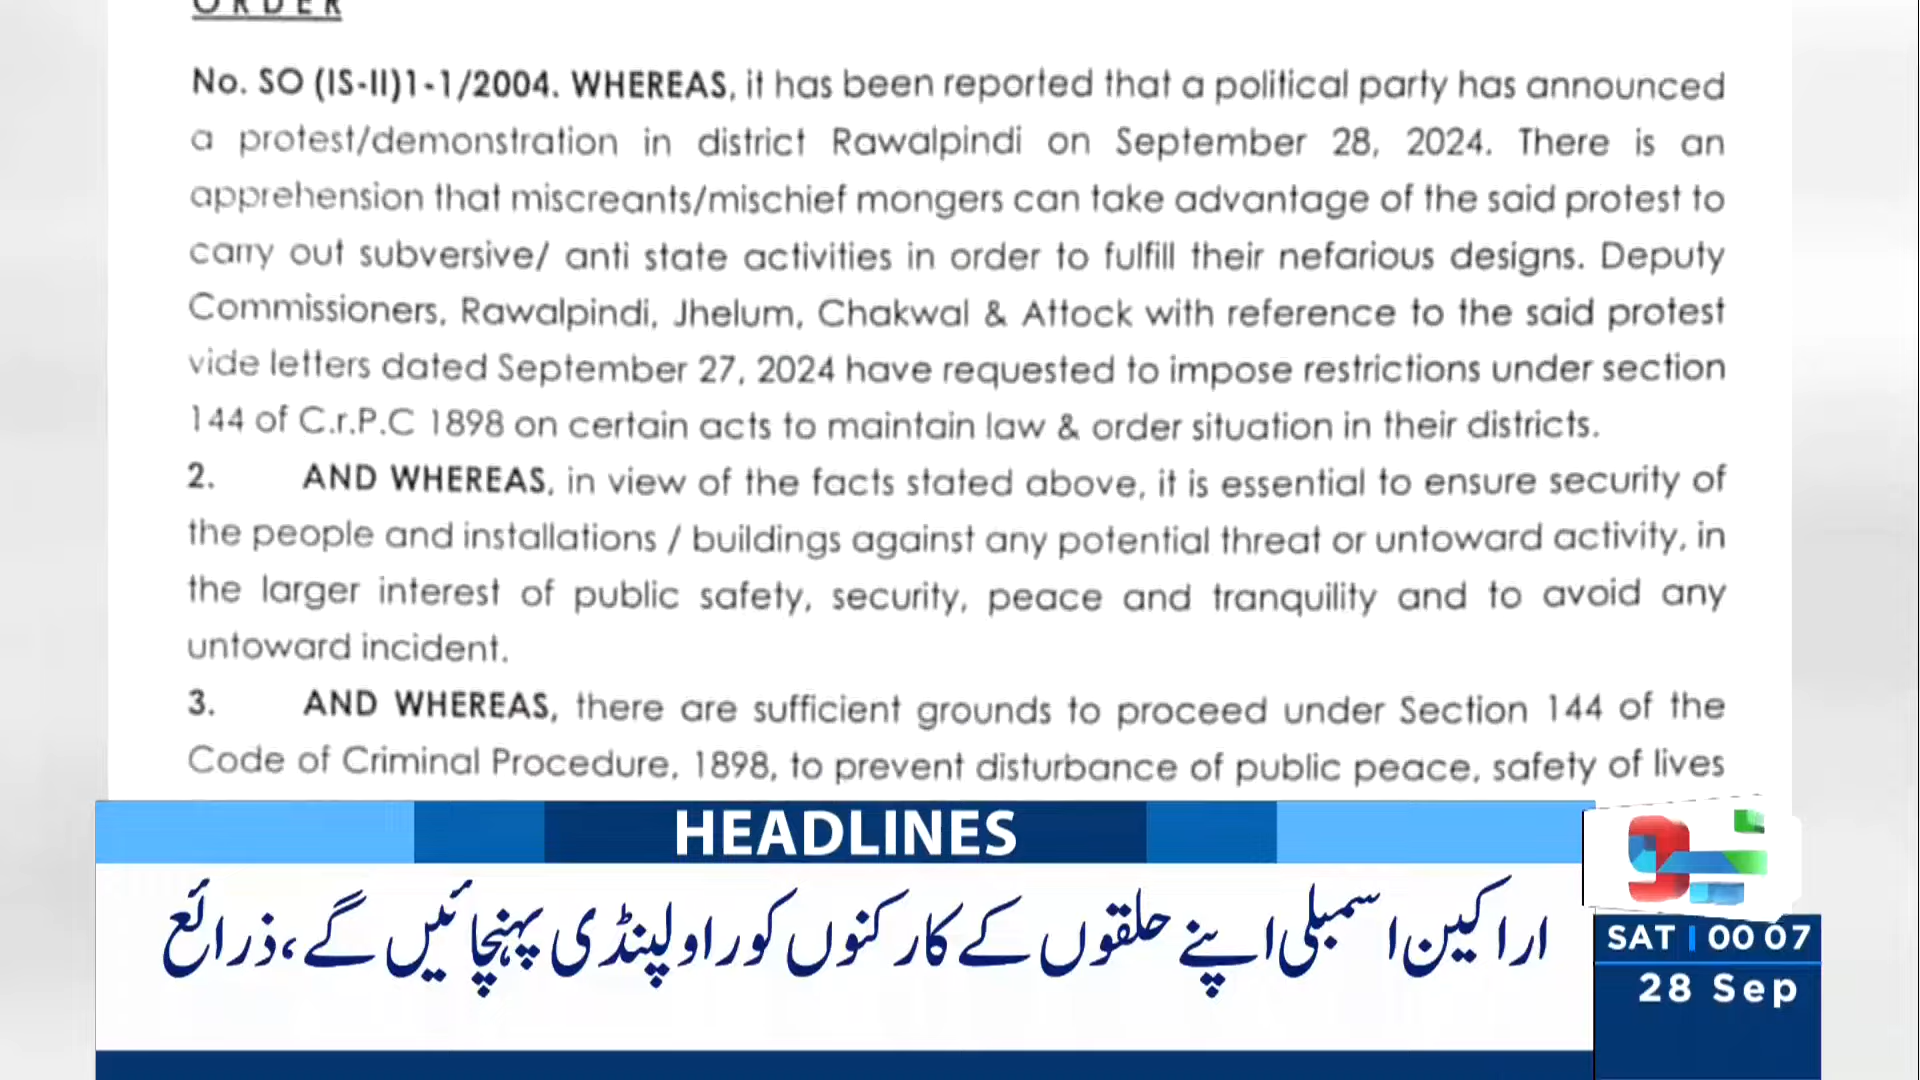 ORDER
No. SO (IS-II)1-1/2004. WHEREAS, it has been reported that a political party has announced
a protest/demonstration in district Rawalpindi on September 28, 2024. There is an
apprehension that miscreants/mischief mongers can take advantage of the said protest to
carry out subversive/ anti state activities in order to fulfill their nefarious designs. Deputy
Commissioners, Rawalpindi, Jhelum, Chakwal & Attock with reference to the said protest
vide letters dated September 27, 2024 have requested to impose restrictions under section
144 of C.r.P.C 1898 on certain acts to maintain law & order situation in their districts.
2. AND WHEREAS, in view of the facts stated above, it is essential to ensure security of
the people and installations / buildings against any potential threat or untoward activity, in
the larger interest of public safety, security, peace and tranquility and to avoid any
untoward incident.
3. AND WHEREAS, there are sufficient grounds to proceed under Section 144 of the
Code of Criminal Procedure, 1898, to prevent disturbance of public peace, safety of lives
HEADLINES
اراکین اسمبلی اپنے حلقوں کے کارکنوں کو راولپنڈی پہنچائیں گے، ذرائع
SAT 00 07
28 Sep